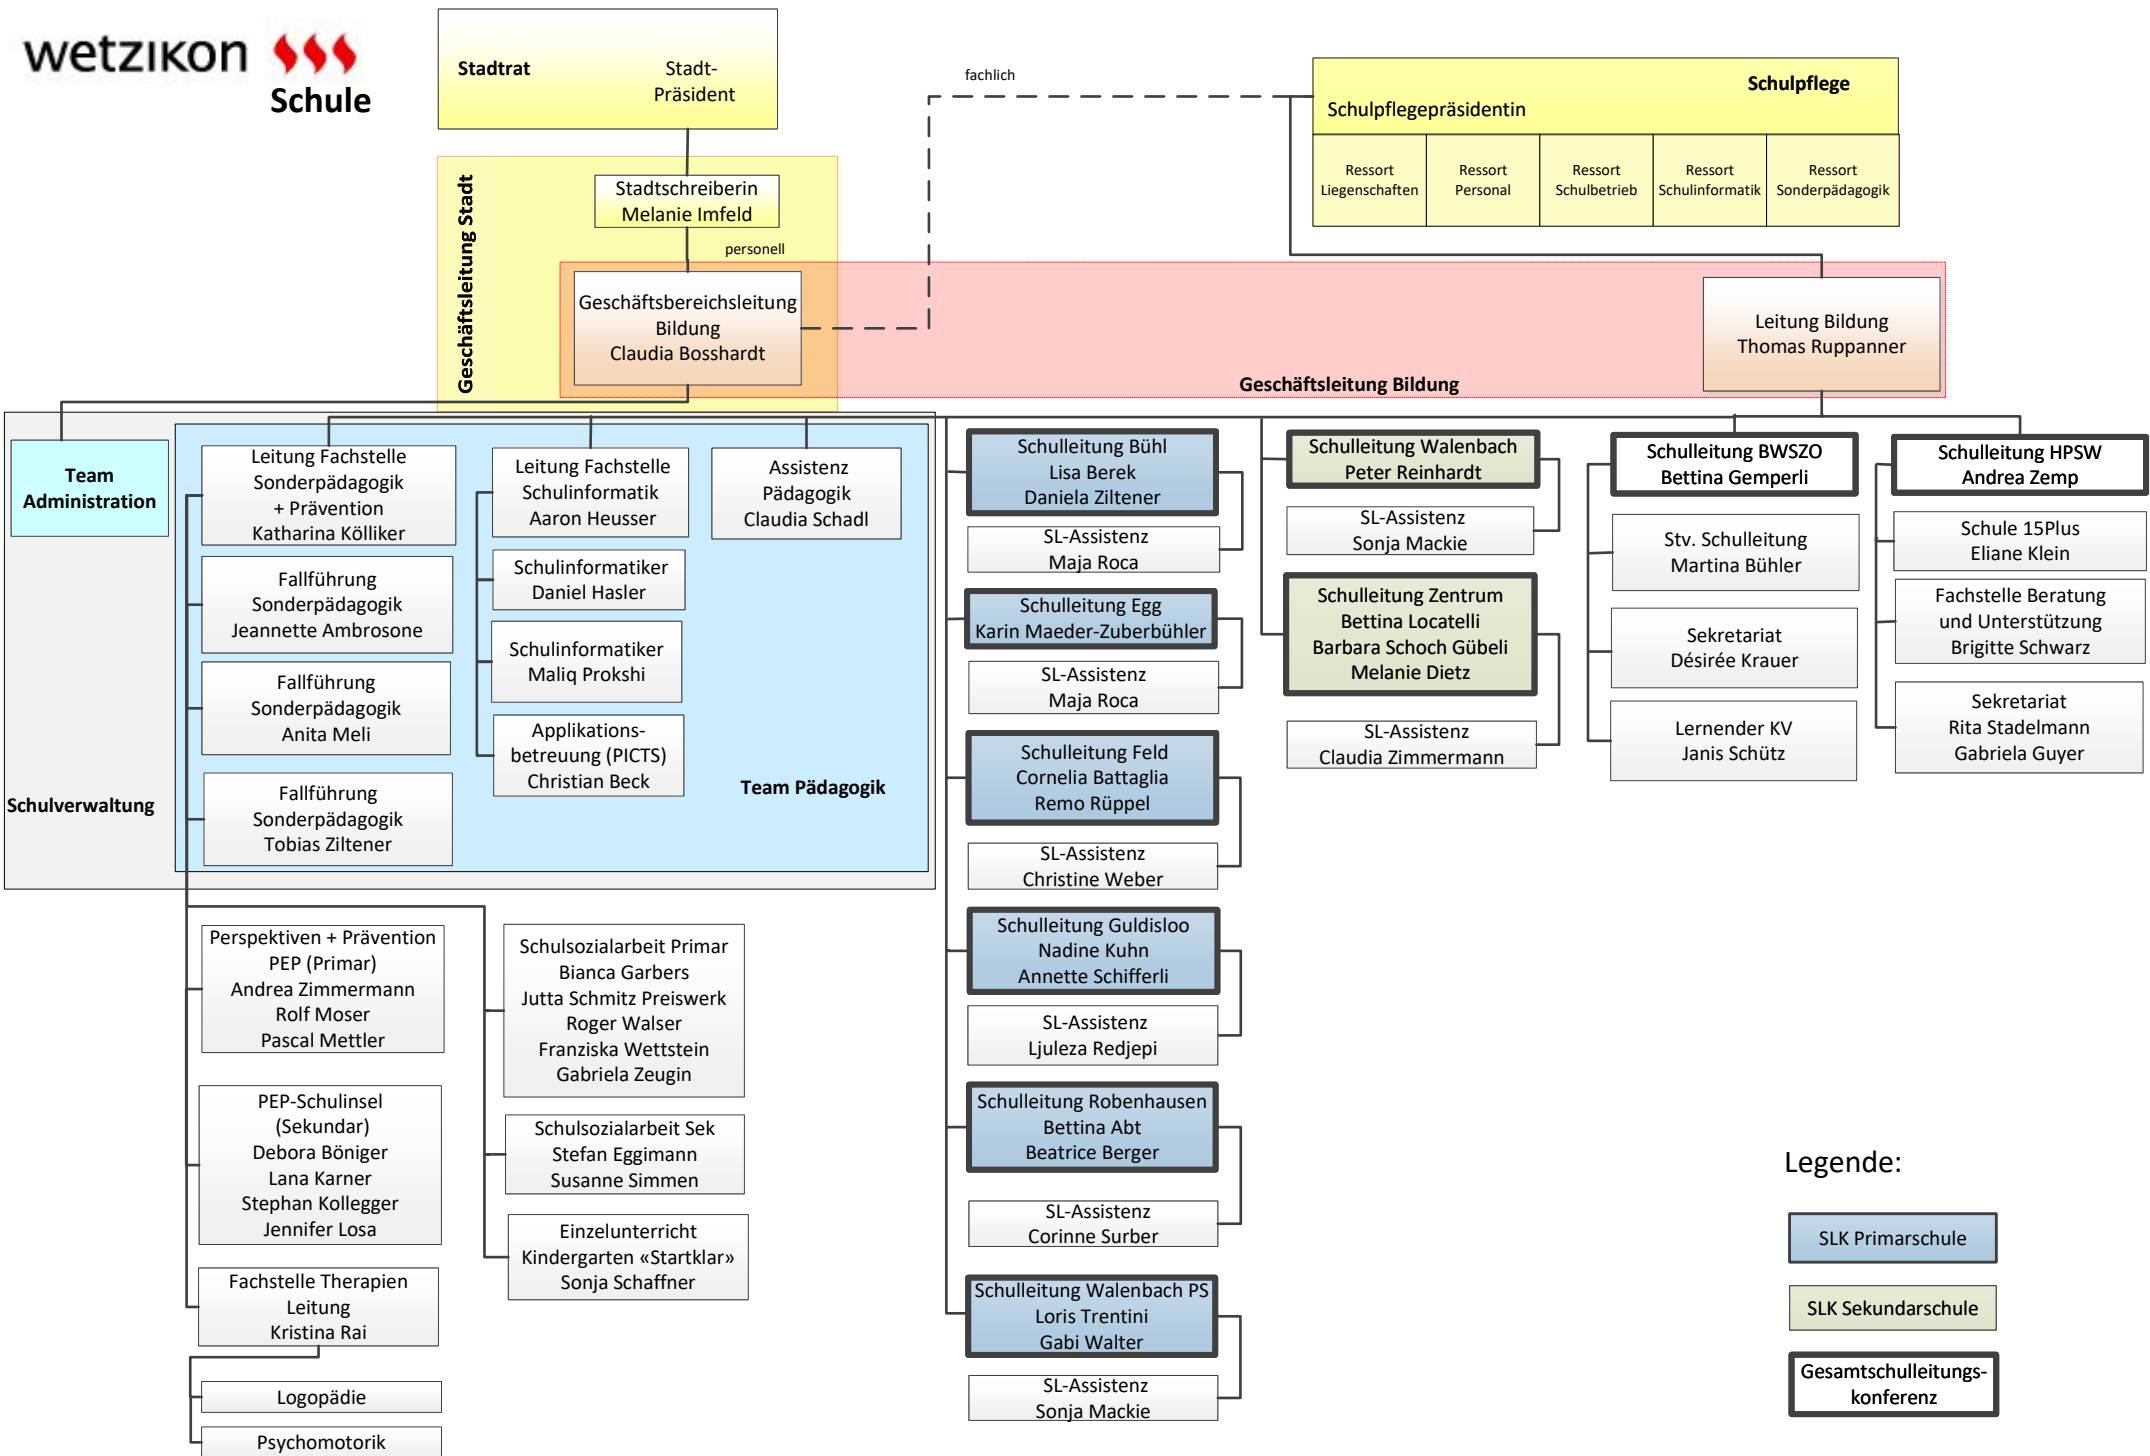 wetzikon
Schule
Stadtrat
Stadt-
Präsident
fachlich
Schulpflege
Schulpflegepräsidentin
Ressort
Liegenschaften
Ressort
Personal
Ressort
Schulbetrieb
Ressort
Schulinformatik
Ressort
Sonderpädagogik
Geschäftsleitung Stadt
Stadtschreiberin
Melanie Imfeld
personell
Geschäftsbereichsleitung
Bildung
Claudia Bosshardt
Leitung Bildung
Thomas Ruppanner
Geschäftsleitung Bildung
Team
Administration
Schulverwaltung
Leitung Fachstelle
Sonderpädagogik
+ Prävention
Katharina Kölliker
Fallführung
Sonderpädagogik
Jeannette Ambrosone
Fallführung
Sonderpädagogik
Anita Meli
Fallführung
Sonderpädagogik
Tobias Ziltener
Leitung Fachstelle
Schulinformatik
Aaron Heusser
Schulinformatiker
Daniel Hasler
Schulinformatiker
Maliq Prokshi
Applikations-
betreuung (PICTS)
Christian Beck
Assistenz
Pädagogik
Claudia Schadl
Team Pädagogik
Perspektiven + Prävention
PEP (Primar)
Andrea Zimmermann
Rolf Moser
Pascal Mettler
PEP-Schulinsel
(Sekundar)
Debora Böniger
Lana Karner
Stephan Kollegger
Jennifer Losa
Fachstelle Therapien
Leitung
Kristina Rai
Logopädie
Psychomotorik
Schulsozialarbeit Primar
Bianca Garbers
Jutta Schmitz Preiswerk
Roger Walser
Franziska Wettstein
Gabriela Zeugin
Schulsozialarbeit Sek
Stefan Eggimann
Susanne Simmen
Einzelunterricht
Kindergarten «Startklar»
Sonja Schaffner
Schulleitung Bühl
Lisa Berek
Daniela Ziltener
SL-Assistenz
Maja Roca
Schulleitung Egg
Karin Maeder-Zuberbühler
SL-Assistenz
Maja Roca
Schulleitung Feld
Cornelia Battaglia
Remo Rüppel
SL-Assistenz
Christine Weber
Schulleitung Guldisloo
Nadine Kuhn
Annette Schifferli
SL-Assistenz
Ljuleza Redjepi
Schulleitung Robenhausen
Bettina Abt
Beatrice Berger
SL-Assistenz
Corinne Surber
Schulleitung Walenbach PS
Loris Trentini
Gabi Walter
SL-Assistenz
Sonja Mackie
Schulleitung Walenbach
Peter Reinhardt
SL-Assistenz
Sonja Mackie
Schulleitung Zentrum
Bettina Locatelli
Barbara Schoch Gübeli
Melanie Dietz
SL-Assistenz
Claudia Zimmermann
Schulleitung BWSZO
Bettina Gemperli
Stv. Schulleitung
Martina Bühler
Sekretariat
Désirée Krauer
Lernender KV
Janis Schütz
Schulleitung HPSW
Andrea Zemp
Schule 15Plus
Eliane Klein
Fachstelle Beratung
und Unterstützung
Brigitte Schwarz
Sekretariat
Rita Stadelmann
Gabriela Guyer
Legende:
SLK Primarschule
SLK Sekundarschule
Gesamtschulleitungs-
konferenz